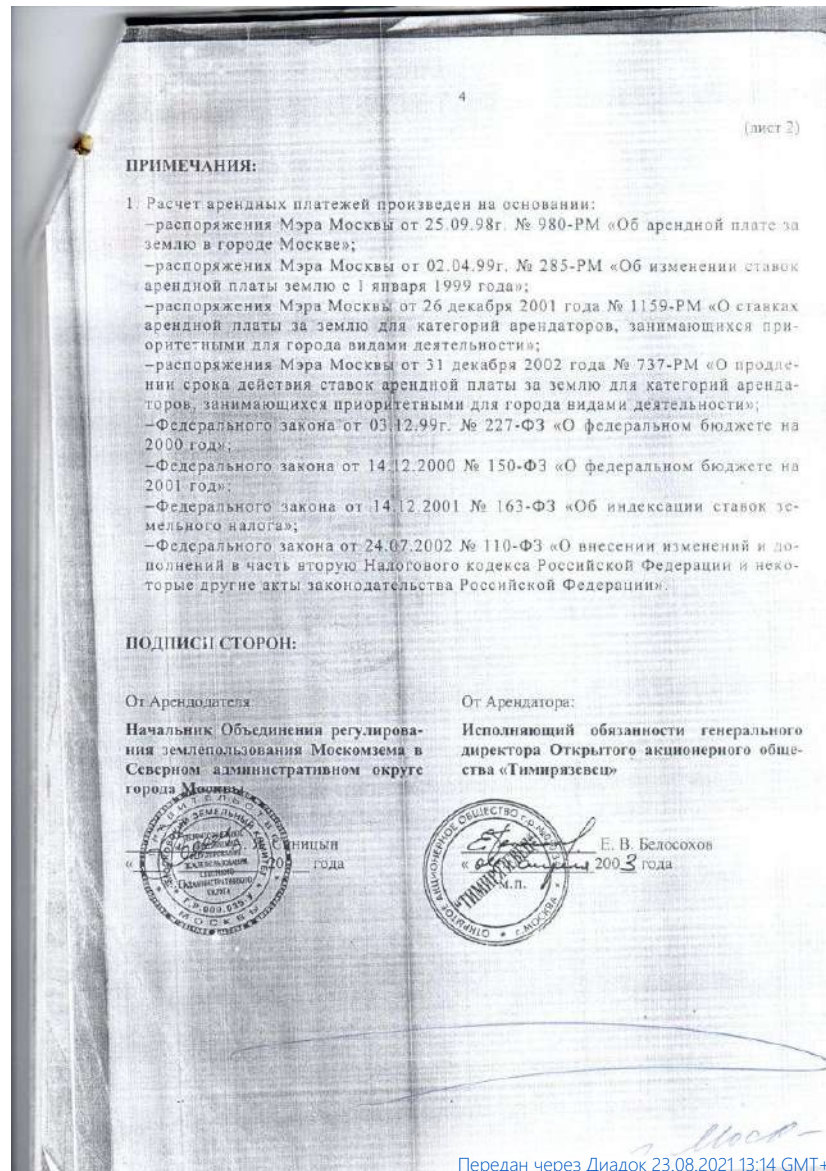 4
(лист 2)
ПРИМЕЧАНИЯ:
1. Расчет арендных платежей произведен на основании:
–распоряжения Мэра Москвы от 25.09.98г. № 980-РМ «Об арендной плате за
землю в городе Москве»;
–распоряжения Мэра Москвы от 02.04.99г. № 285-РМ «Об изменении ставок
арендной платы землю с 1 января 1999 года»;
–распоряжения Мэра Москвы от 26 декабря 2001 года № 1159-РМ «О ставках
арендной платы за землю для категорий арендаторов, занимающихся при-
оритетными для города видами деятельности»;
–распоряжения Мэра Москвы от 31 декабря 2002 года № 737-РМ «О продле-
нии срока действия ставок арендной платы за землю для категорий аренда-
торов, занимающихся приоритетными для города видами деятельности»;
–Федерального закона от 03.12.99г. № 227-ФЗ «О федеральном бюджете на
2000 год»;
–Федерального закона от 14.12.2000 № 150-ФЗ «О федеральном бюджете на
2001 год»;
–Федерального закона от 14.12.2001 № 163-ФЗ «Об индексации ставок зе-
мельного налога»;
–Федерального закона от 24.07.2002 № 110-ФЗ «О внесении изменений и до-
полнений в часть вторую Налогового кодекса Российской Федерации и неко-
торые другие акты законодательства Российской Федерации».
ПОДПИСИ СТОРОН:
От Арендодателя:
Начальник Объединения регулирова-
ния землепользования Москомзема в
Северном административном округе
города Москвы
Синицын
« 20 года
От Арендатора:
Исполняющий обязанности генерального
директора Открытого акционерного обще-
ства «Тимирязевец»
Е. В. Белосохов
« 2003 года
м.п.
ОТКРЫТОЕ АКЦИОНЕРНОЕ ОБЩЕСТВО
"ТИМИРЯЗЕВЕЦ"
г. МОСКВА
Передан через Диадок 23.08.2021 13:14 GMT+